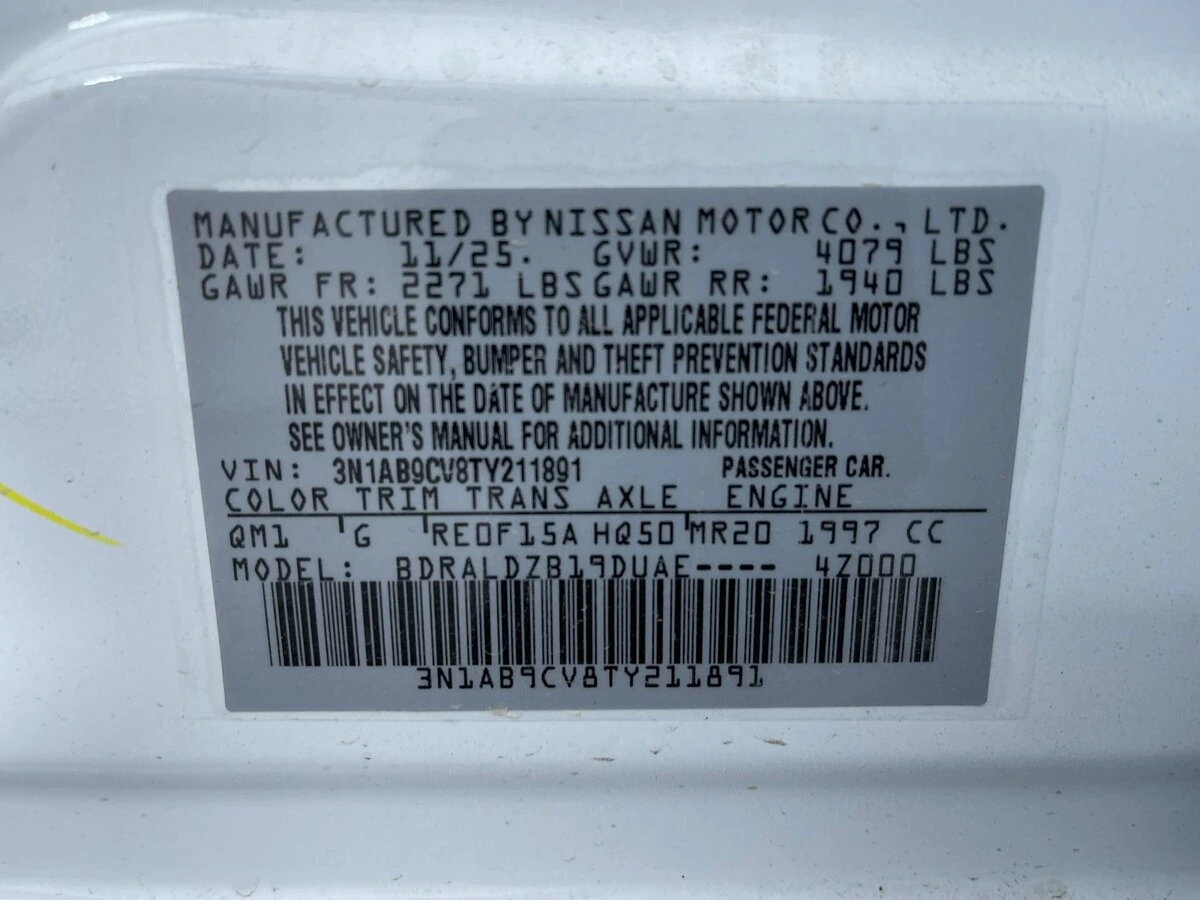 MANUFACTURED BY NISSAN MOTOR CO., LTD.
DATE: 11/25. GVWR: 4079 LBS
GAWR FR: 2271 LBS GAWR RR: 1940 LBS
THIS VEHICLE CONFORMS TO ALL APPLICABLE FEDERAL MOTOR
VEHICLE SAFETY, BUMPER AND THEFT PREVENTION STANDARDS
IN EFFECT ON THE DATE OF MANUFACTURE SHOWN ABOVE.
SEE OWNER'S MANUAL FOR ADDITIONAL INFORMATION.
VIN: 3N1AB9CV8TY211891 PASSENGER CAR.
COLOR TRIM TRANS AXLE ENGINE
QM1 G RE0F15A HQ50 MR20 1997 CC
MODEL: BDRALDZB19DUAE---- 4Z000
3N1AB9CV8TY211891